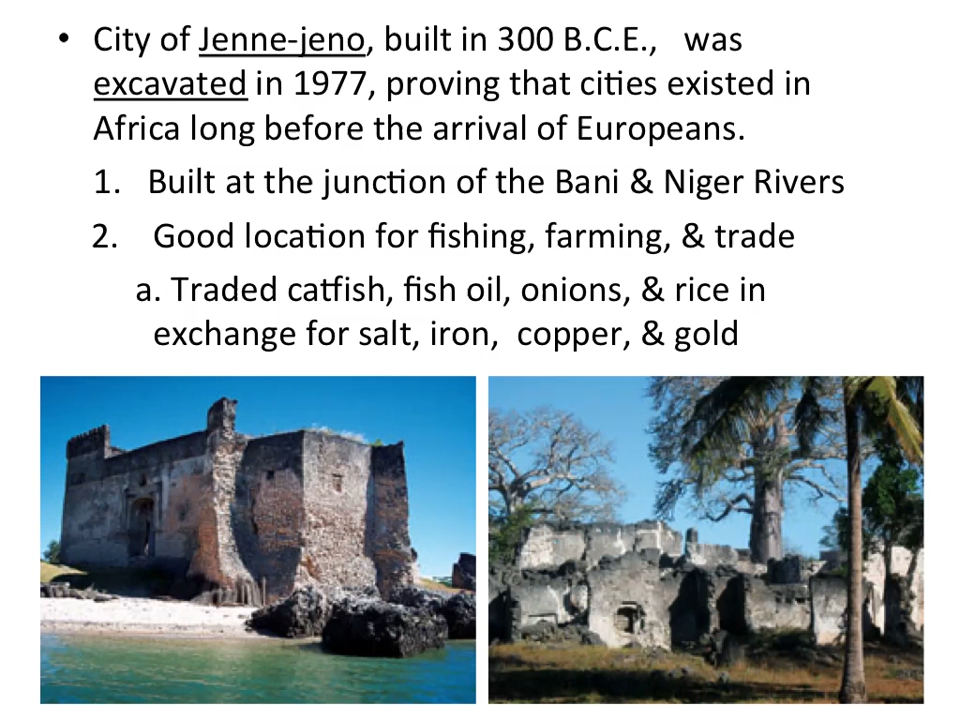 • City of Jenne-jeno, built in 300 B.C.E., was
excavated in 1977, proving that cities existed in
Africa long before the arrival of Europeans.
1. Built at the junction of the Bani & Niger Rivers
2. Good location for fishing, farming, & trade
a. Traded catfish, fish oil, onions, & rice in
exchange for salt, iron, copper, & gold